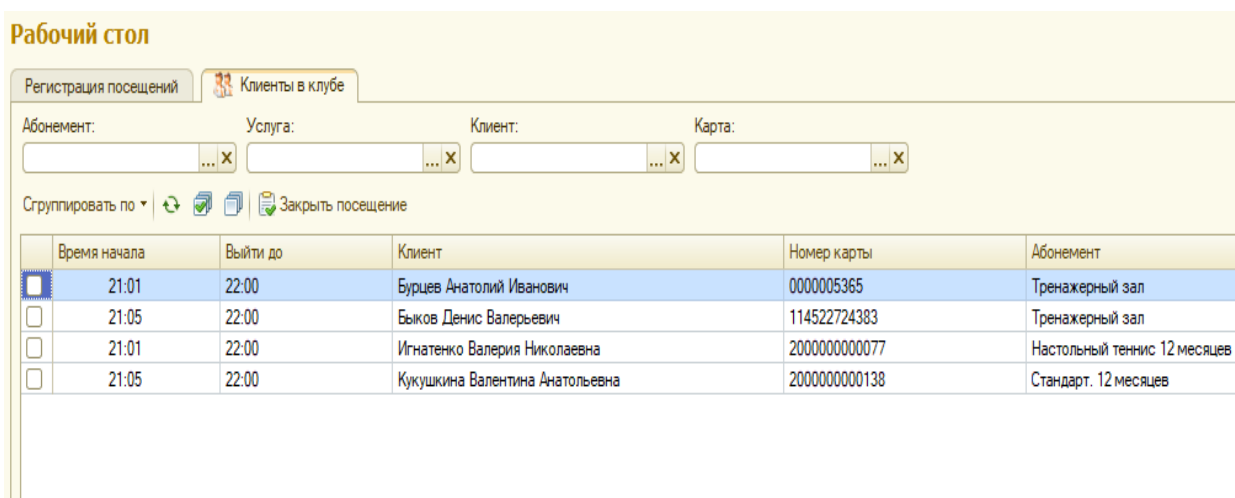 Рабочий стол
Регистрация посещений Клиенты в клубе
Абонемент: Услуга: Клиент: Карта:
... X ... X ... X ... X
Сгруппировать по Закрыть посещение
Время начала Выйти до Клиент Номер карты Абонемент
21:01 22:00 Бурцев Анатолий Иванович 0000005365 Тренажерный зал
21:05 22:00 Быков Денис Валерьевич 114522724383 Тренажерный зал
21:01 22:00 Игнатенко Валерия Николаевна 2000000000077 Настольный теннис 12 месяцев
21:05 22:00 Кукушкина Валентина Анатольевна 2000000000138 Стандарт. 12 месяцев